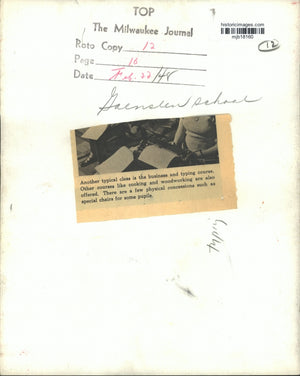 TOP
historicimages.com
mjb18160
The Milwaukee Journal
Roto Copy 12
Page 16
Date Feb. 22/48
12
School
Another typical class is the business and typing course.
Other courses like cooking and woodworking are also
offered. There are a few physical concessions such as
special chairs for some pupils.